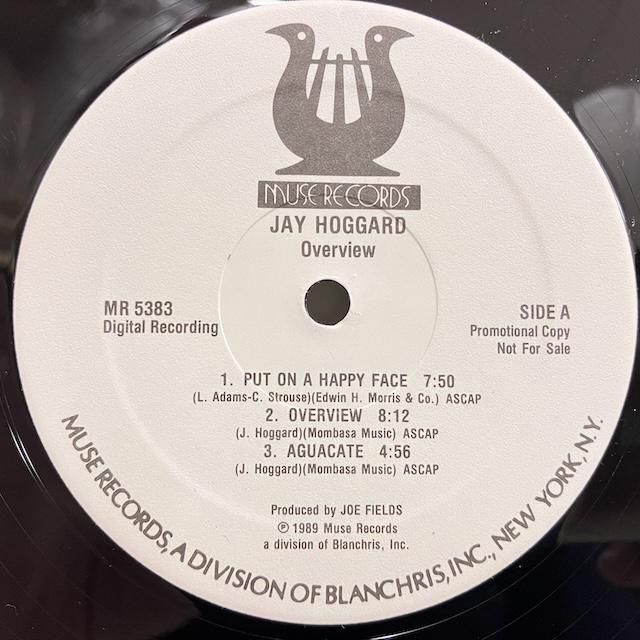 MUSE RECORDS
JAY HOGGARD
Overview
MR 5383
Digital Recording
SIDE A
Promotional Copy
Not For Sale
1. PUT ON A HAPPY FACE 7:50
(L. Adams-C. Strouse)(Edwin H. Morris & Co.) ASCAP
2. OVERVIEW 8:12
(J. Hoggard)(Mombasa Music) ASCAP
3. AGUACATE 4:56
(J. Hoggard)(Mombasa Music) ASCAP
Produced by JOE FIELDS
℗ 1989 Muse Records
a division of Blanchris, Inc.
MUSE RECORDS, A DIVISION OF BLANCHRIS, INC., NEW YORK, N.Y.